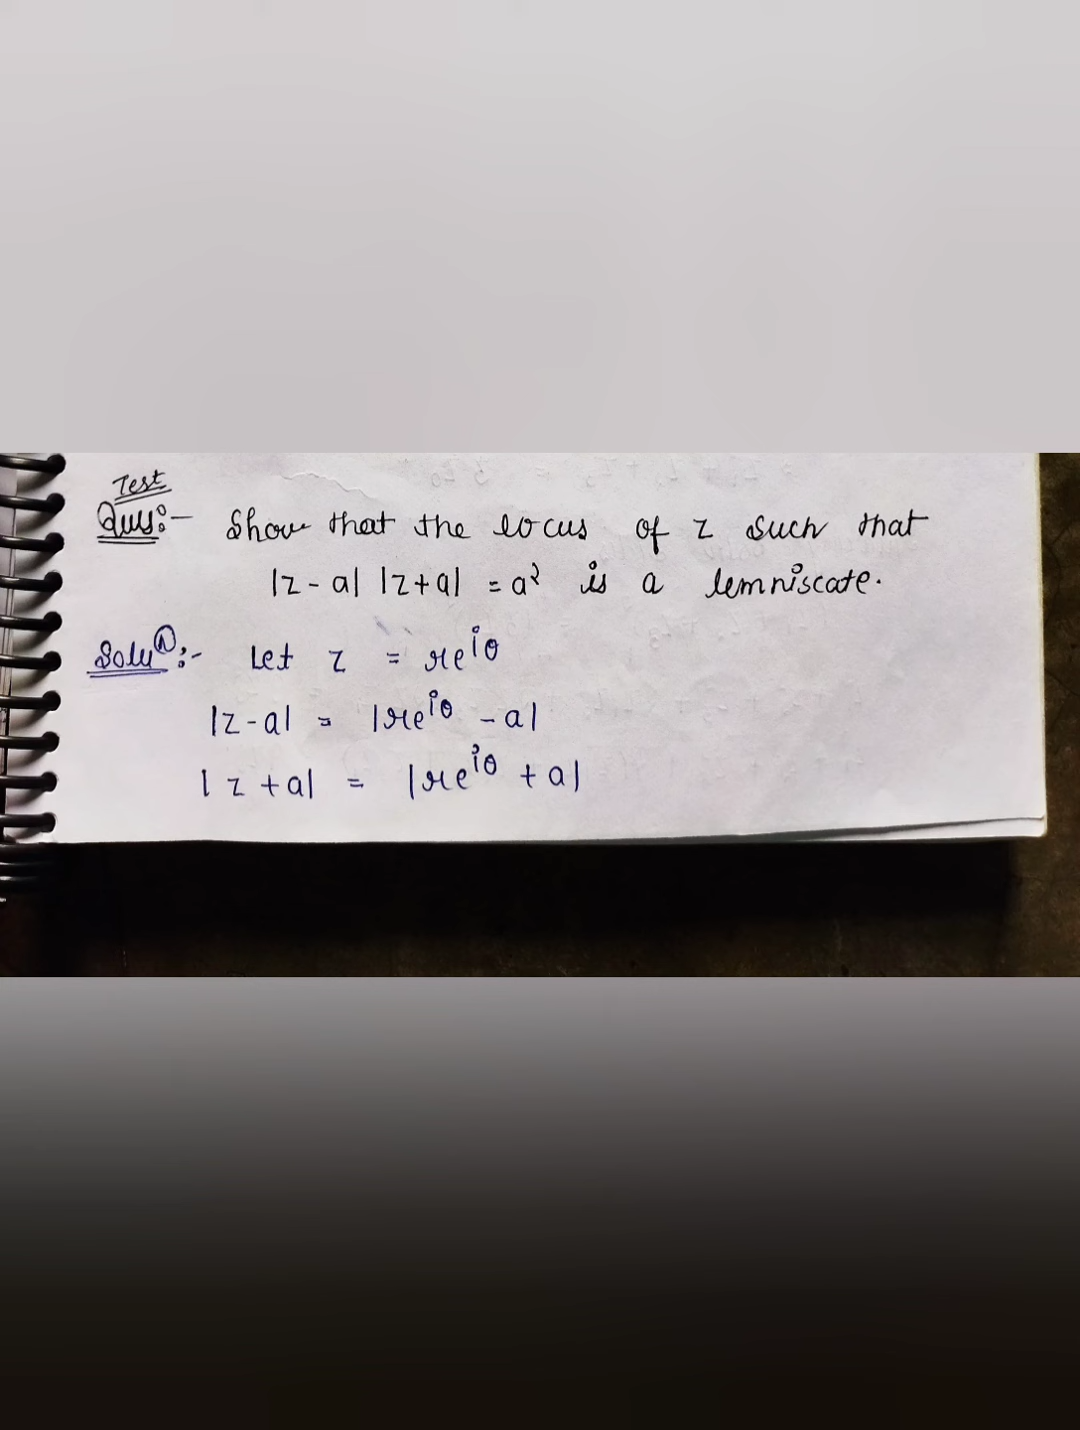 Test
Ques:- Show that the locus of z such that
|z - a| |z + a| = a² is a lemniscate.
Soluⁿ:- Let z = re^iθ
|z - a| = |re^iθ - a|
|z + a| = |re^iθ + a|